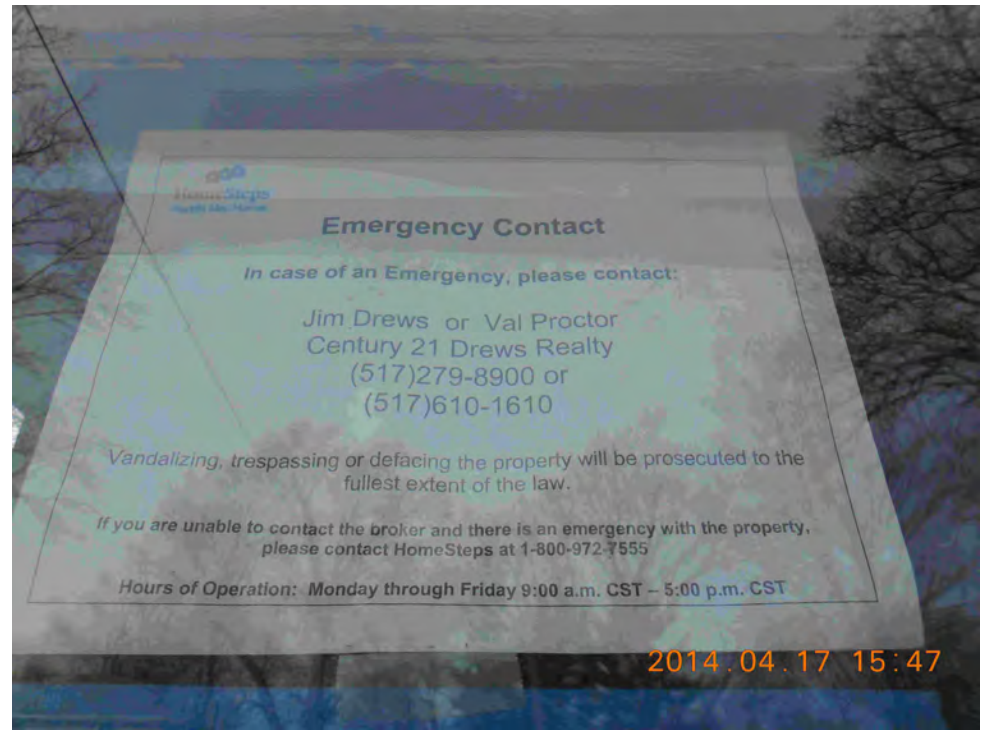 HomeSteps
Emergency Contact
In case of an Emergency, please contact:
Jim Drews or Val Proctor
Century 21 Drews Realty
(517)279-8900 or
(517)610-1610
Vandalizing, trespassing or defacing the property will be prosecuted to the
fullest extent of the law.
If you are unable to contact the broker and there is an emergency with the property,
please contact HomeSteps at 1-800-972-7555
Hours of Operation: Monday through Friday 9:00 a.m. CST – 5:00 p.m. CST
2014.04.17 15:47